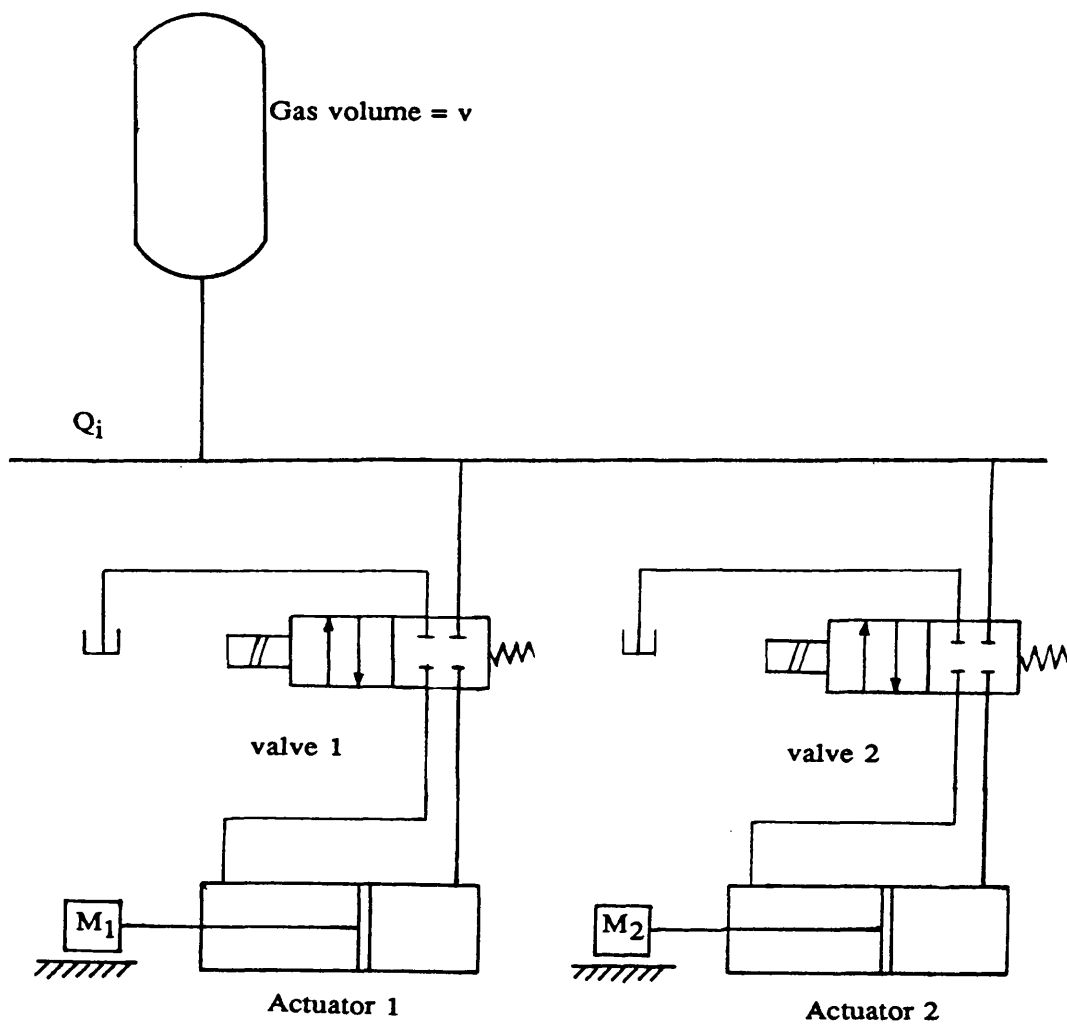 Gas volume = v
Qi
valve 1
valve 2
M1
M2
Actuator 1
Actuator 2